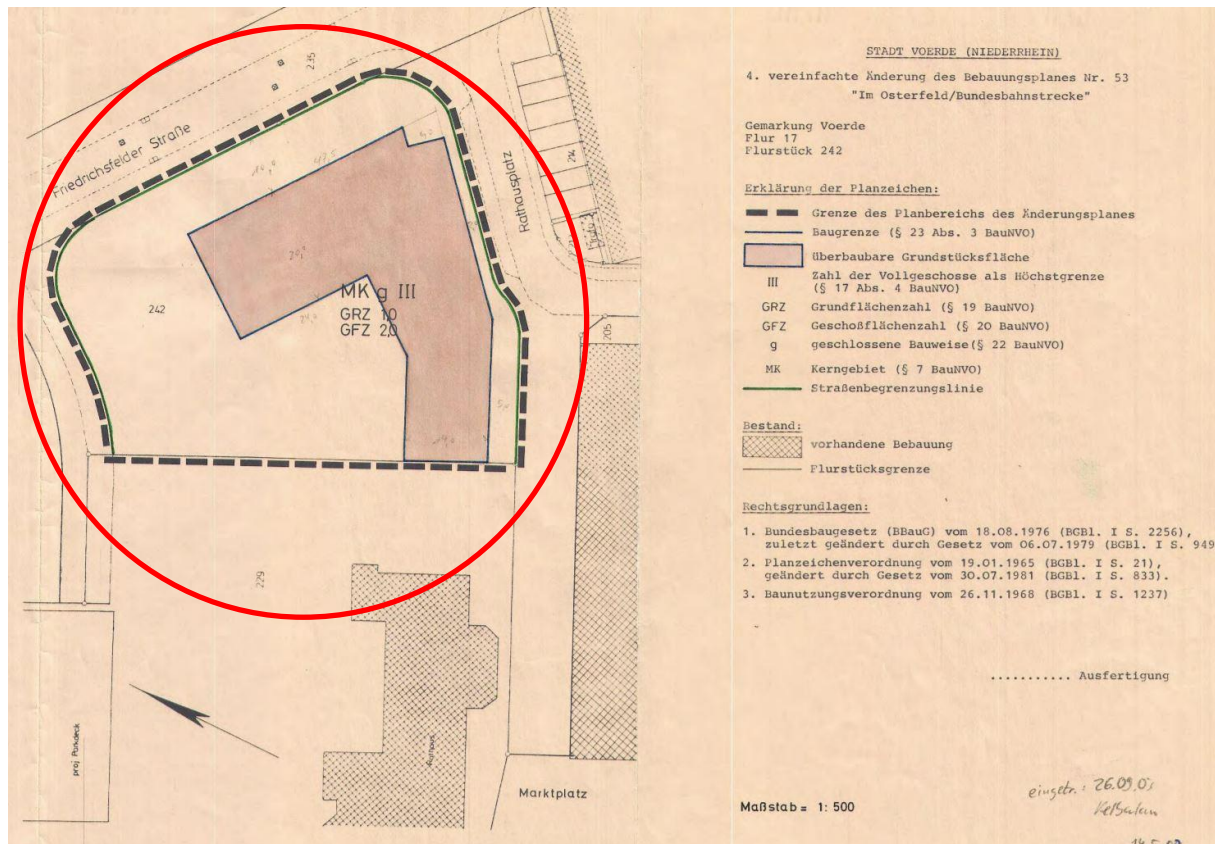 235
Friedrichsfelder Straße
Rathausplatz
214
242
MK g III
GRZ 1,0
GFZ 2,0
205
229
proj Parkdeck
Rathaus
Marktplatz
STADT VOERDE (NIEDERRHEIN)
4. vereinfachte Änderung des Bebauungsplanes Nr. 53
"Im Osterfeld/Bundesbahnstrecke"
Gemarkung Voerde
Flur 17
Flurstück 242
Erklärung der Planzeichen:
Grenze des Planbereichs des Änderungsplanes
Baugrenze (§ 23 Abs. 3 BauNVO)
überbaubare Grundstücksfläche
III Zahl der Vollgeschosse als Höchstgrenze
(§ 17 Abs. 4 BauNVO)
GRZ Grundflächenzahl (§ 19 BauNVO)
GFZ Geschoßflächenzahl (§ 20 BauNVO)
g geschlossene Bauweise(§ 22 BauNVO)
MK Kerngebiet (§ 7 BauNVO)
Straßenbegrenzungslinie
Bestand:
vorhandene Bebauung
Flurstücksgrenze
Rechtsgrundlagen:
1. Bundesbaugesetz (BBauG) vom 18.08.1976 (BGBl. I S. 2256),
zuletzt geändert durch Gesetz vom 06.07.1979 (BGBl. I S. 949
2. Planzeichenverordnung vom 19.01.1965 (BGBl. I S. 21),
geändert durch Gesetz vom 30.07.1981 (BGBl. I S. 833).
3. Baunutzungsverordnung vom 26.11.1968 (BGBl. I S. 1237)
........... Ausfertigung
Maßstab = 1: 500
eingetr.: 26.09.